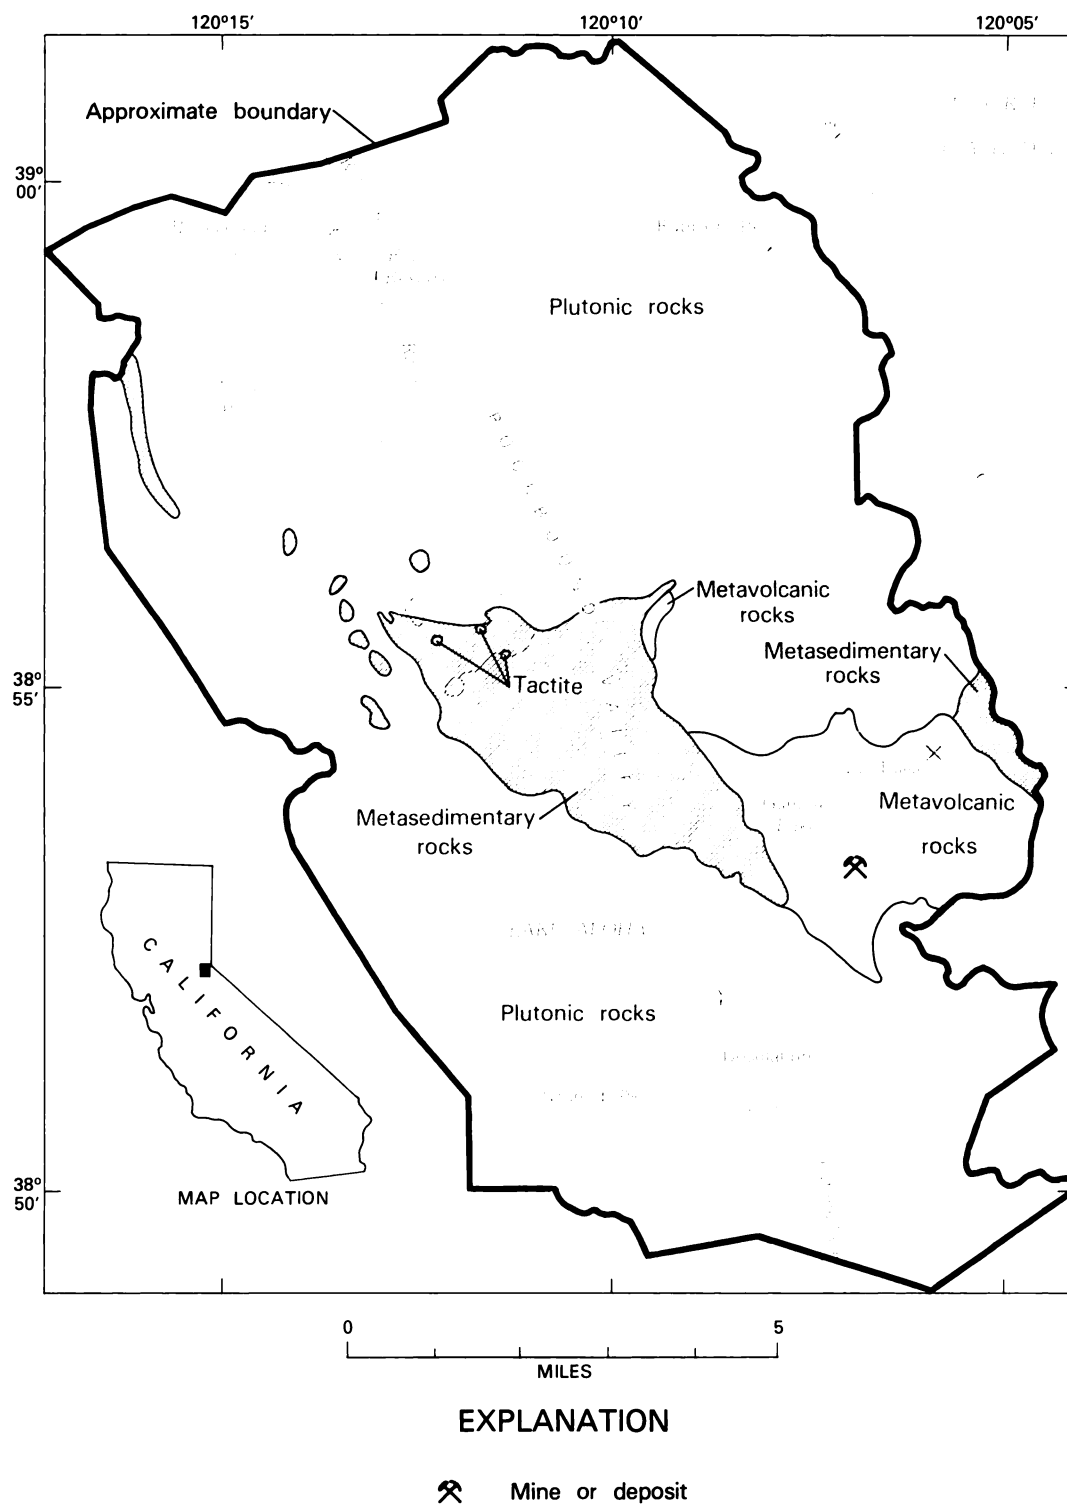 120°15′ 120°10′ 120°05′
Approximate boundary
39°
00′
Plutonic rocks
Metavolcanic
rocks
Metasedimentary
rocks
38°
55′
Tactite
Metasedimentary
rocks
Metavolcanic
rocks
CALIFORNIA
Plutonic rocks
38°
50′
MAP LOCATION
0 5
MILES
EXPLANATION
Mine or deposit